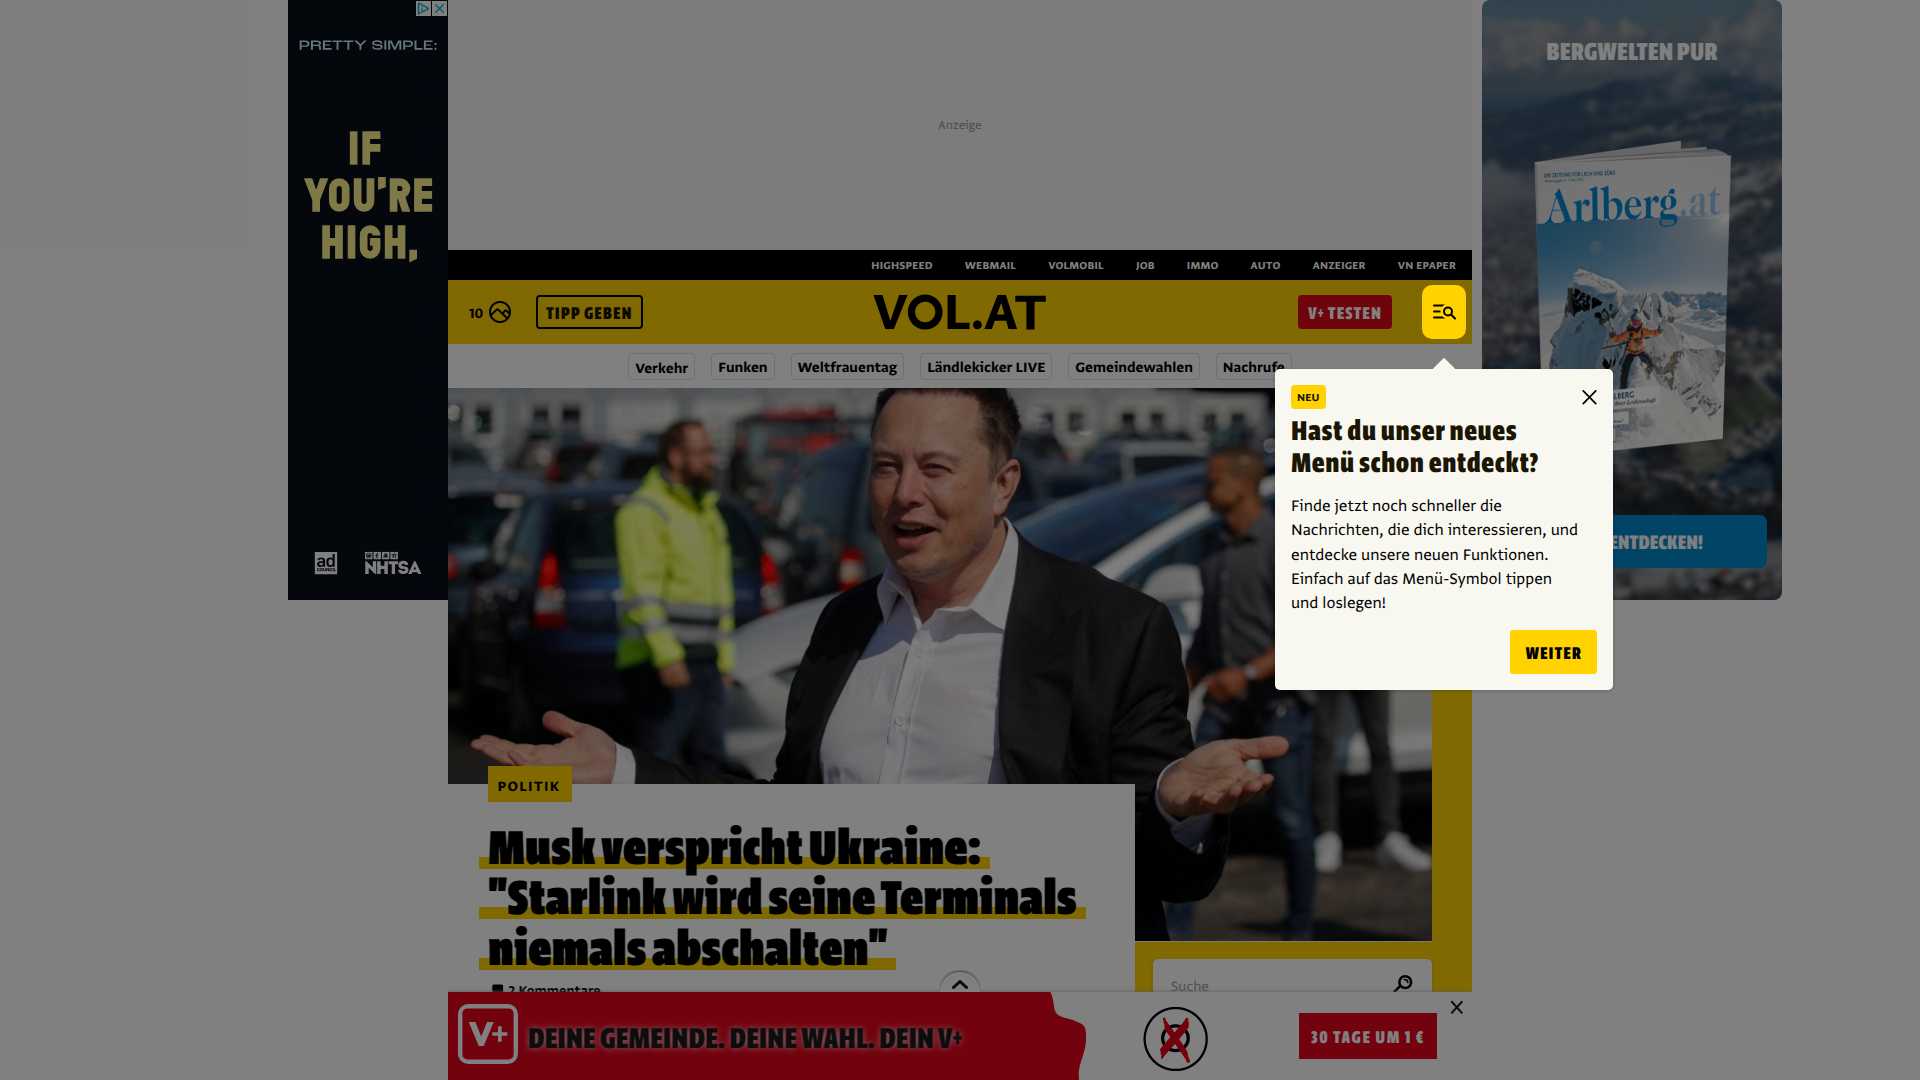 PRETTY SIMPLE:
IF
YOU'RE
HIGH,
ad
COUNCIL
NHTSA
Anzeige
HIGHSPEED WEBMAIL VOLMOBIL JOB IMMO AUTO ANZEIGER VN EPAPER
10 TIPP GEBEN VOL.AT V+ TESTEN
Verkehr Funken Weltfrauentag Ländlekicker LIVE Gemeindewahlen Nachrufe
BERGWELTEN PUR
Arlberg.at
ENTDECKEN!
NEU
Hast du unser neues
Menü schon entdeckt?
Finde jetzt noch schneller die
Nachrichten, die dich interessieren, und
entdecke unsere neuen Funktionen.
Einfach auf das Menü-Symbol tippen
und loslegen!
WEITER
POLITIK
Musk verspricht Ukraine:
"Starlink wird seine Terminals
niemals abschalten"
2 Kommentare
Suche
V+ DEINE GEMEINDE. DEINE WAHL. DEIN V+
30 TAGE UM 1 €